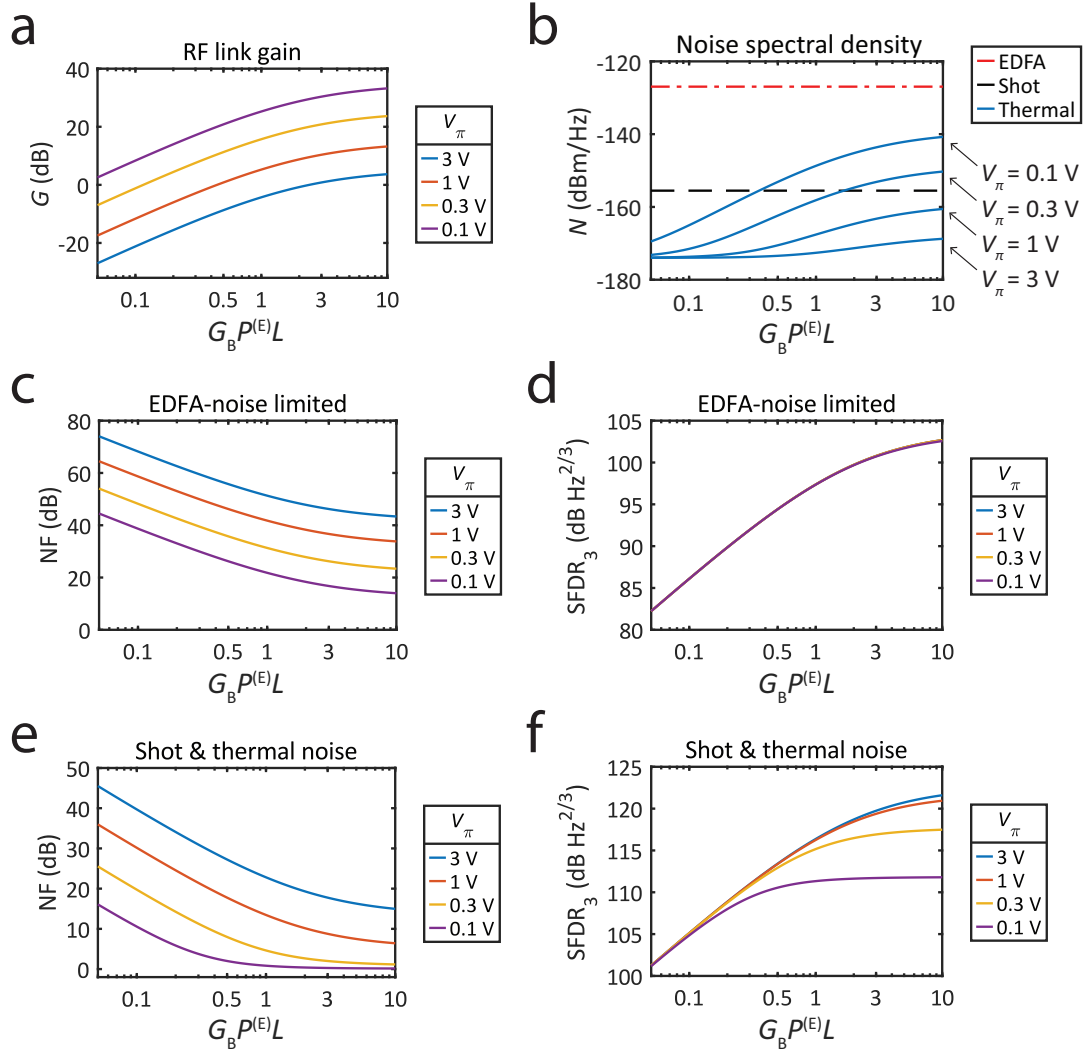 a
RF link gain
G (dB)
40
20
0
-20
0.1 0.5 1 3 10
G_B P^(E) L
V_π
3 V
1 V
0.3 V
0.1 V
b
Noise spectral density
N (dBm/Hz)
-120
-140
-160
-180
0.1 0.5 1 3 10
G_B P^(E) L
EDFA
Shot
Thermal
V_π = 0.1 V
V_π = 0.3 V
V_π = 1 V
V_π = 3 V
c
EDFA-noise limited
NF (dB)
80
60
40
20
0
0.1 0.5 1 3 10
G_B P^(E) L
V_π
3 V
1 V
0.3 V
0.1 V
d
EDFA-noise limited
SFDR_3 (dB Hz^2/3)
105
100
95
90
85
80
0.1 0.5 1 3 10
G_B P^(E) L
V_π
3 V
1 V
0.3 V
0.1 V
e
Shot & thermal noise
NF (dB)
50
40
30
20
10
0
0.1 0.5 1 3 10
G_B P^(E) L
V_π
3 V
1 V
0.3 V
0.1 V
f
Shot & thermal noise
SFDR_3 (dB Hz^2/3)
125
120
115
110
105
100
0.1 0.5 1 3 10
G_B P^(E) L
V_π
3 V
1 V
0.3 V
0.1 V